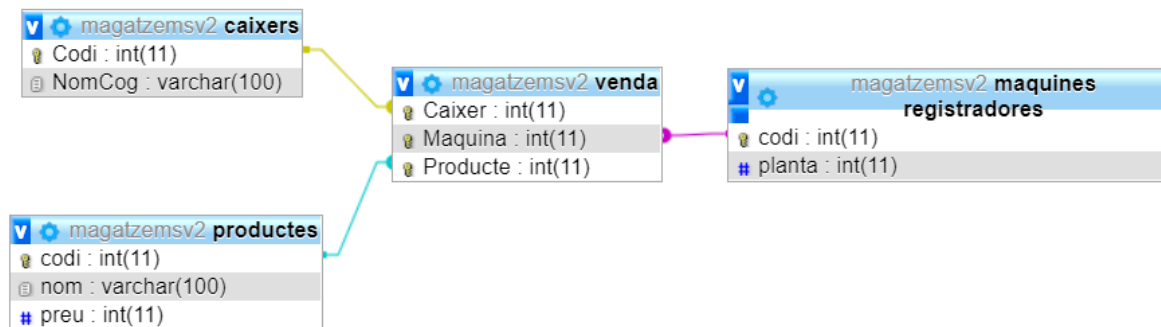 magatzemsv2 caixers
Codi : int(11)
NomCog : varchar(100)
magatzemsv2 venda
Caixer : int(11)
Maquina : int(11)
Producte : int(11)
magatzemsv2 maquines
registradores
codi : int(11)
# planta : int(11)
magatzemsv2 productes
codi : int(11)
nom : varchar(100)
# preu : int(11)